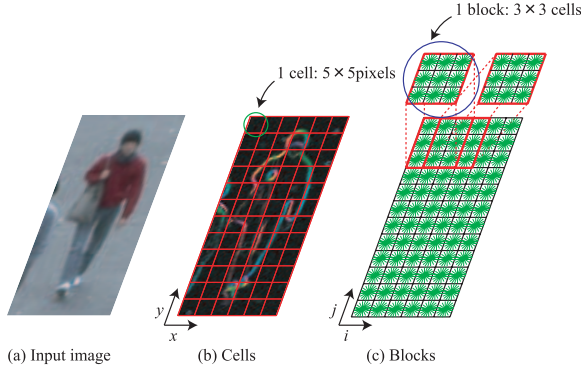 1 block: 3×3 cells
1 cell: 5×5pixels
y
x
j
i
(a) Input image
(b) Cells
(c) Blocks